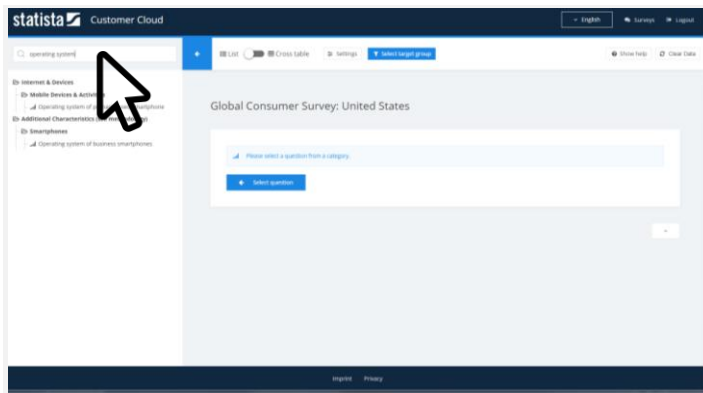 statista Customer Cloud
English Surveys Logout
operating system
List Cross table Settings Select target group Show help Clear Data
Internet & Devices
Mobile Devices &
Operating system of smartphone
Additional Characteristics
Smartphones
Operating system of business smartphones
Global Consumer Survey: United States
Please select a question from a category.
Select question
Imprint Privacy